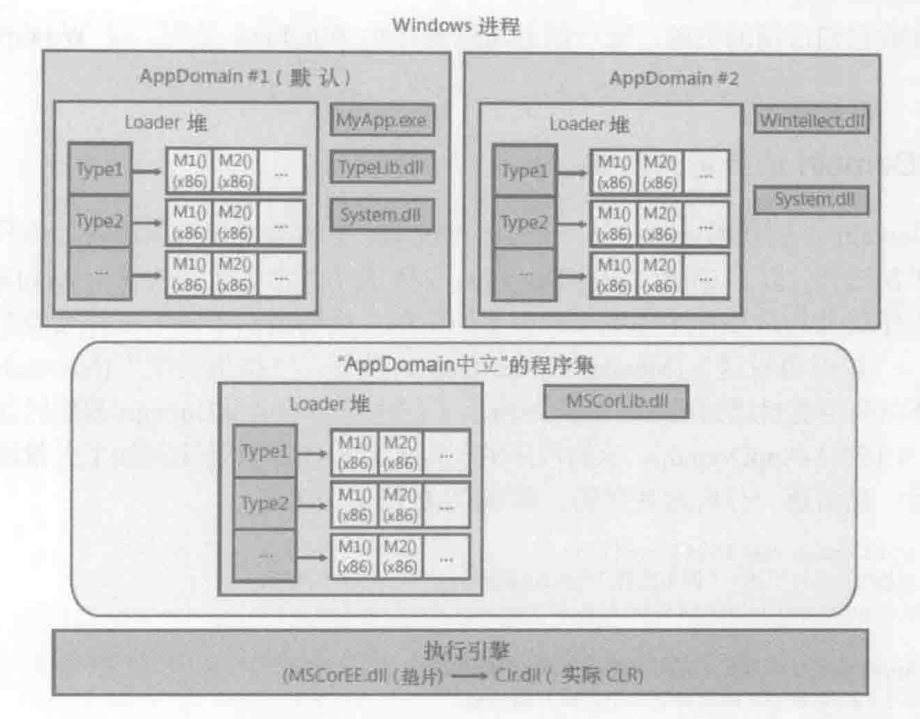 Windows 进程
AppDomain #1 ( 默 认 )
Loader 堆
Type1
M1() (x86)
M2() (x86)
...
Type2
M1() (x86)
M2() (x86)
...
...
M1() (x86)
M2() (x86)
...
MyApp.exe
TypeLib.dll
System.dll
AppDomain #2
Loader 堆
Type1
M1() (x86)
M2() (x86)
...
Type2
M1() (x86)
M2() (x86)
...
...
M1() (x86)
M2() (x86)
...
Wintellect.dll
System.dll
“AppDomain中立”的程序集
Loader 堆
Type1
M1() (x86)
M2() (x86)
...
Type2
M1() (x86)
M2() (x86)
...
...
M1() (x86)
M2() (x86)
...
MSCorLib.dll
执行引擎
(MSCorEE.dll (垫片) → Clr.dll ( 实际 CLR)